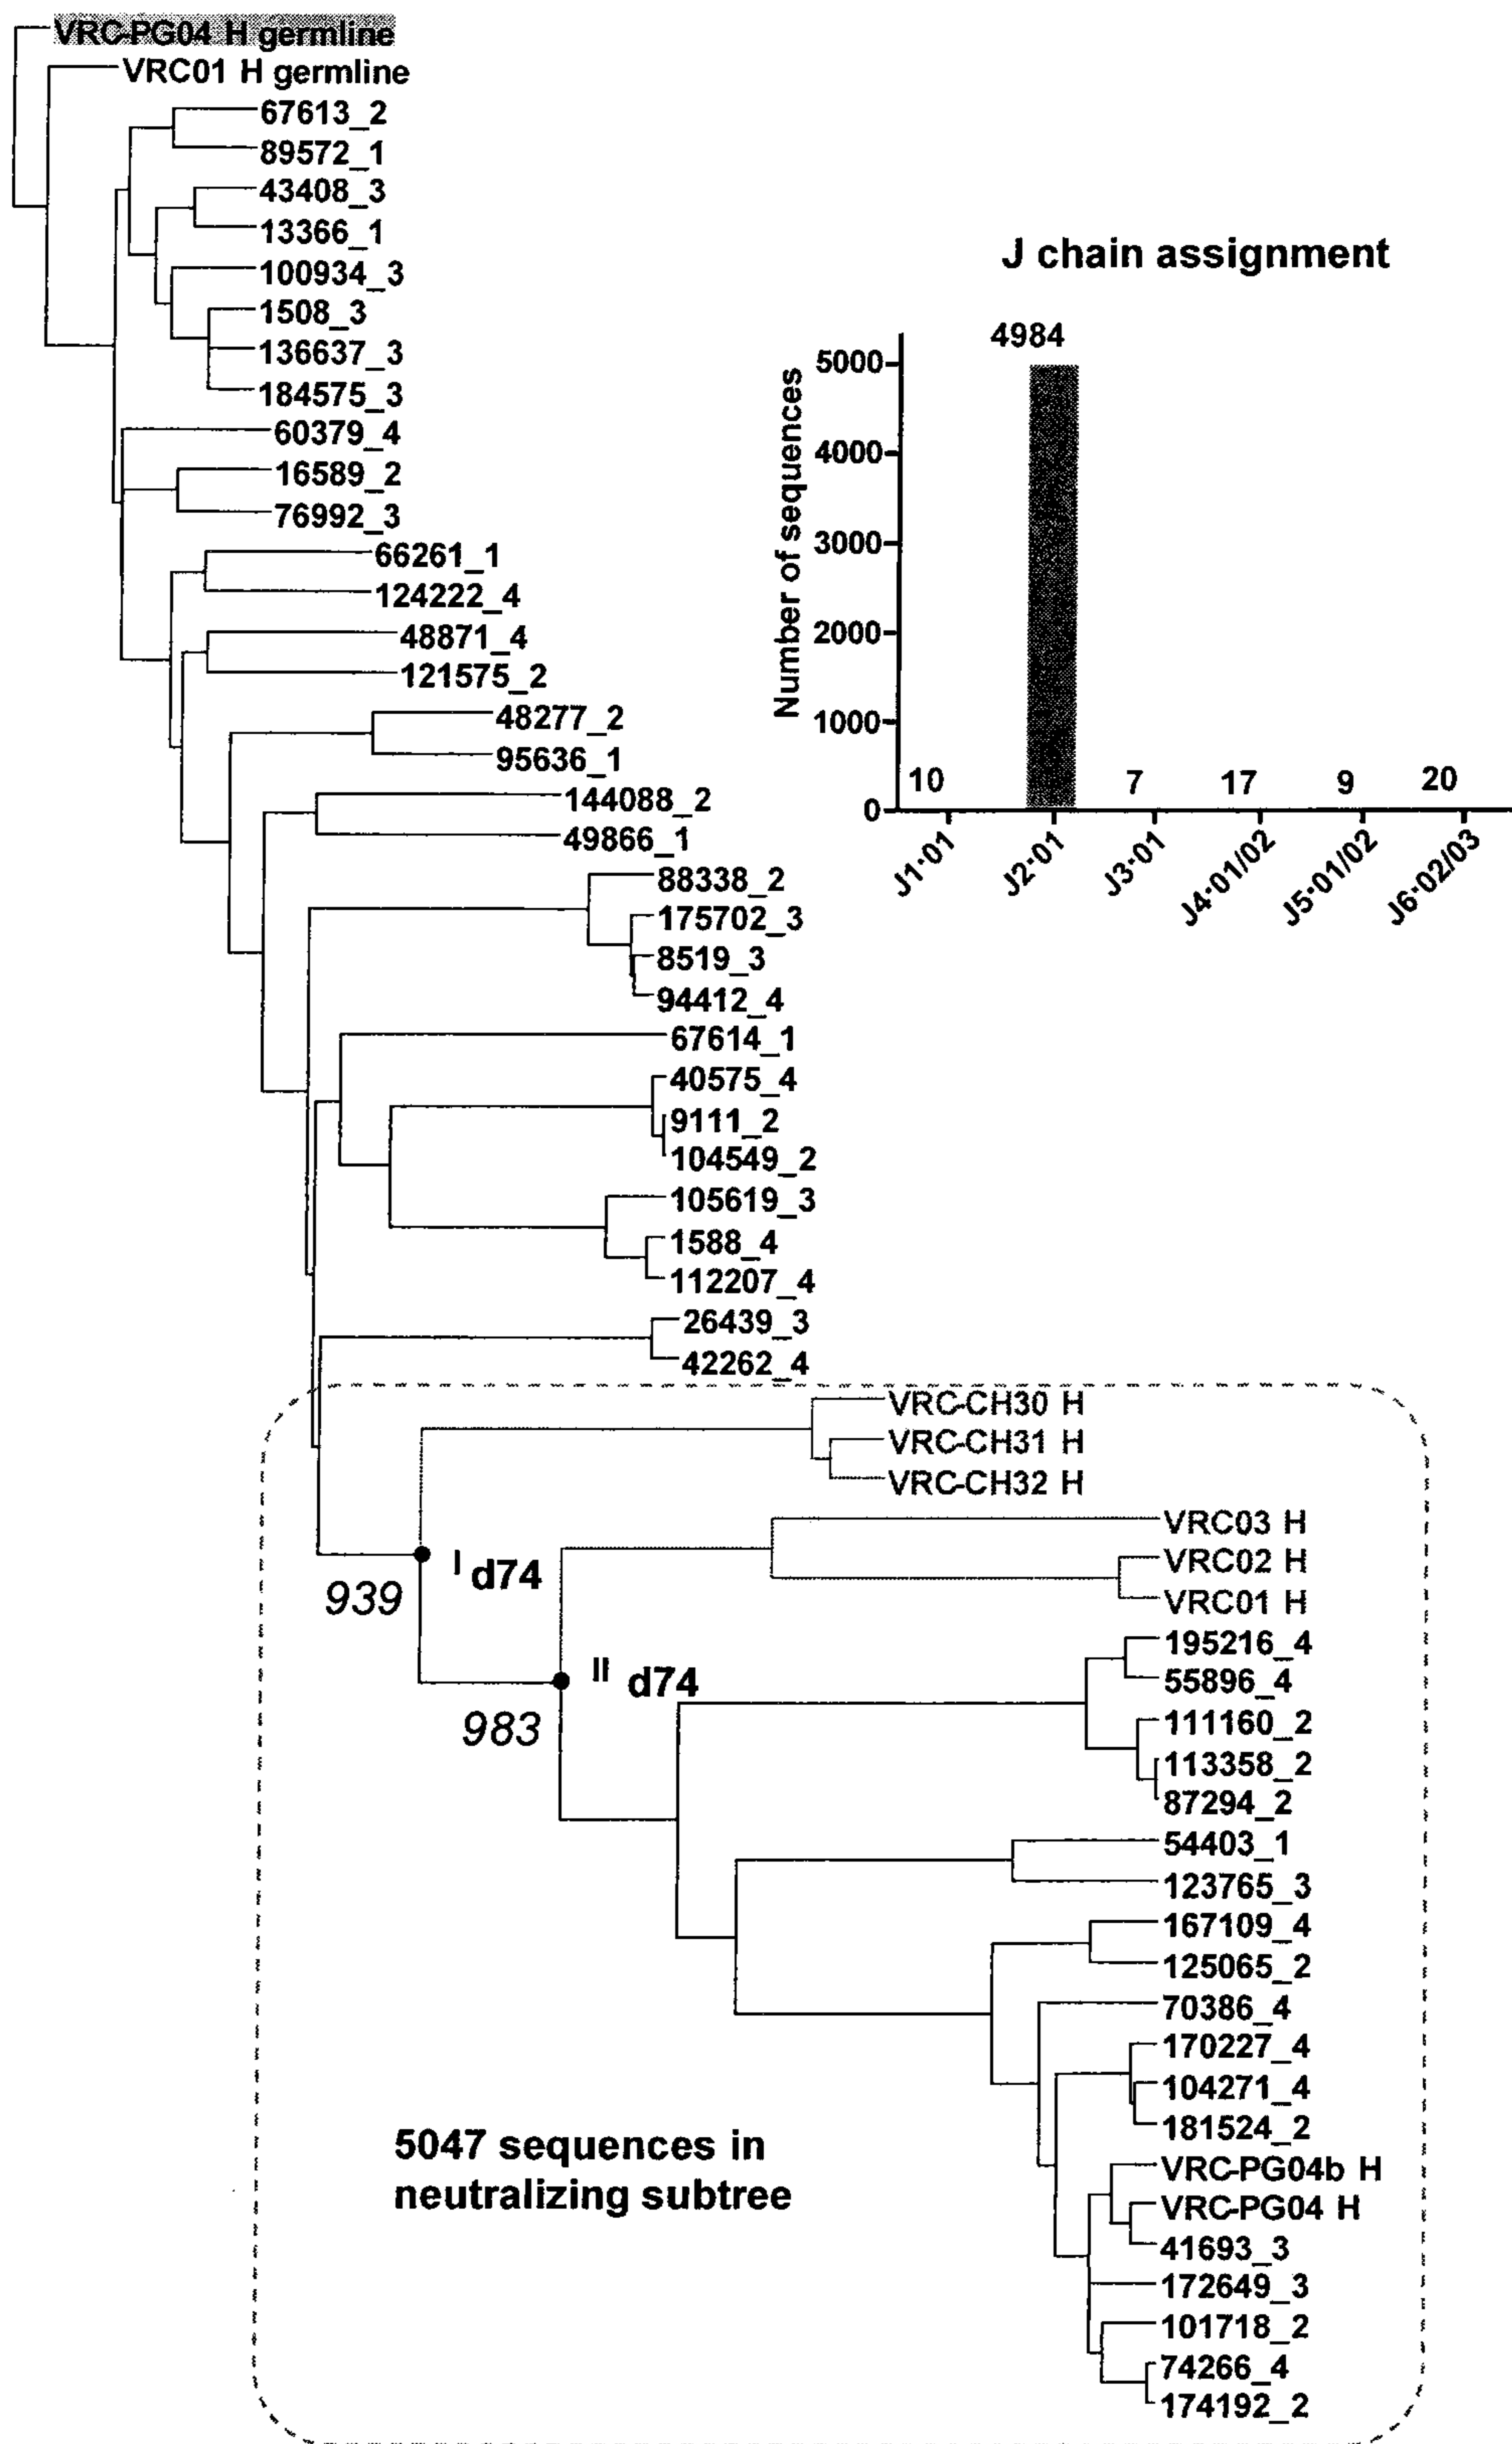 VRC-PG04 H germline
VRC01 H germline
67613_2
89572_1
43408_3
13366_1
100934_3
1508_3
136637_3
184575_3
60379_4
16589_2
76992_3
66261_1
124222_4
48871_4
121575_2
48277_2
95636_1
144088_2
49866_1
88338_2
175702_3
8519_3
94412_4
67614_1
40575_4
9111_2
104549_2
105619_3
1588_4
112207_4
26439_3
42262_4
J chain assignment
Number of sequences
5000
4000
3000
2000
1000
0
10
4984
7
17
9
20
J1·01
J2·01
J3·01
J4·01/02
J5·01/02
J6·02/03
VRC-CH30 H
VRC-CH31 H
VRC-CH32 H
VRC03 H
VRC02 H
VRC01 H
939
I d74
983
II d74
195216_4
55896_4
111160_2
113358_2
87294_2
54403_1
123765_3
167109_4
125065_2
70386_4
170227_4
104271_4
181524_2
VRC-PG04b H
VRC-PG04 H
41693_3
172649_3
101718_2
74266_4
174192_2
5047 sequences in
neutralizing subtree